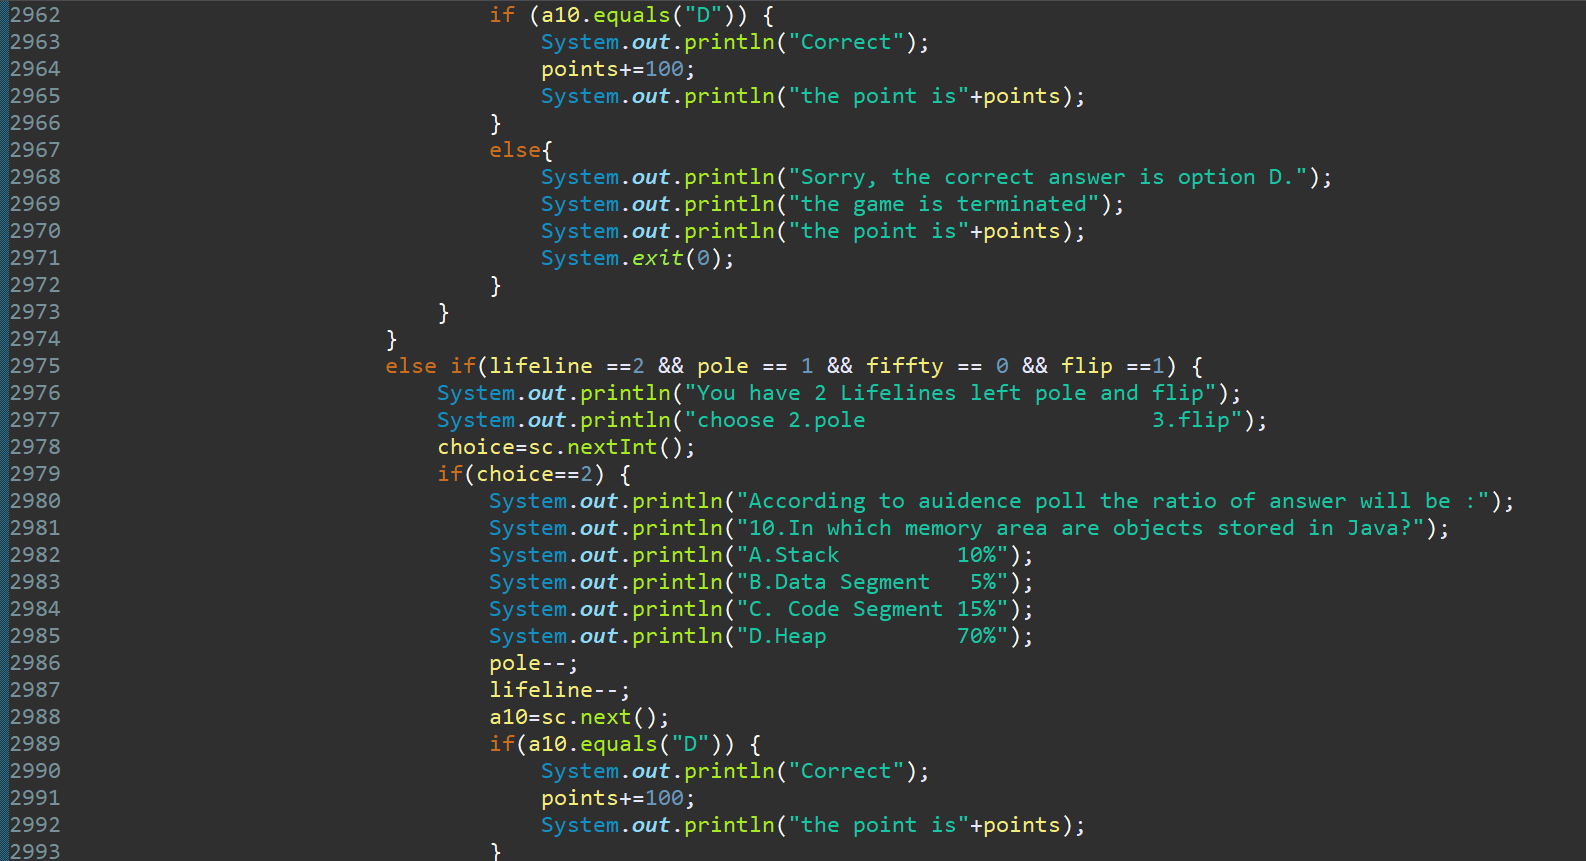 2962 if (a10.equals("D")) {
2963 System.out.println("Correct");
2964 points+=100;
2965 System.out.println("the point is"+points);
2966 }
2967 else{
2968 System.out.println("Sorry, the correct answer is option D.");
2969 System.out.println("the game is terminated");
2970 System.out.println("the point is"+points);
2971 System.exit(0);
2972 }
2973 }
2974 }
2975 else if(lifeline ==2 && pole == 1 && fiffty == 0 && flip ==1) {
2976 System.out.println("You have 2 Lifelines left pole and flip");
2977 System.out.println("choose 2.pole                      3.flip");
2978 choice=sc.nextInt();
2979 if(choice==2) {
2980 System.out.println("According to auidence poll the ratio of answer will be :");
2981 System.out.println("10.In which memory area are objects stored in Java?");
2982 System.out.println("A.Stack         10%");
2983 System.out.println("B.Data Segment   5%");
2984 System.out.println("C. Code Segment 15%");
2985 System.out.println("D.Heap          70%");
2986 pole--;
2987 lifeline--;
2988 a10=sc.next();
2989 if(a10.equals("D")) {
2990 System.out.println("Correct");
2991 points+=100;
2992 System.out.println("the point is"+points);
2993 }